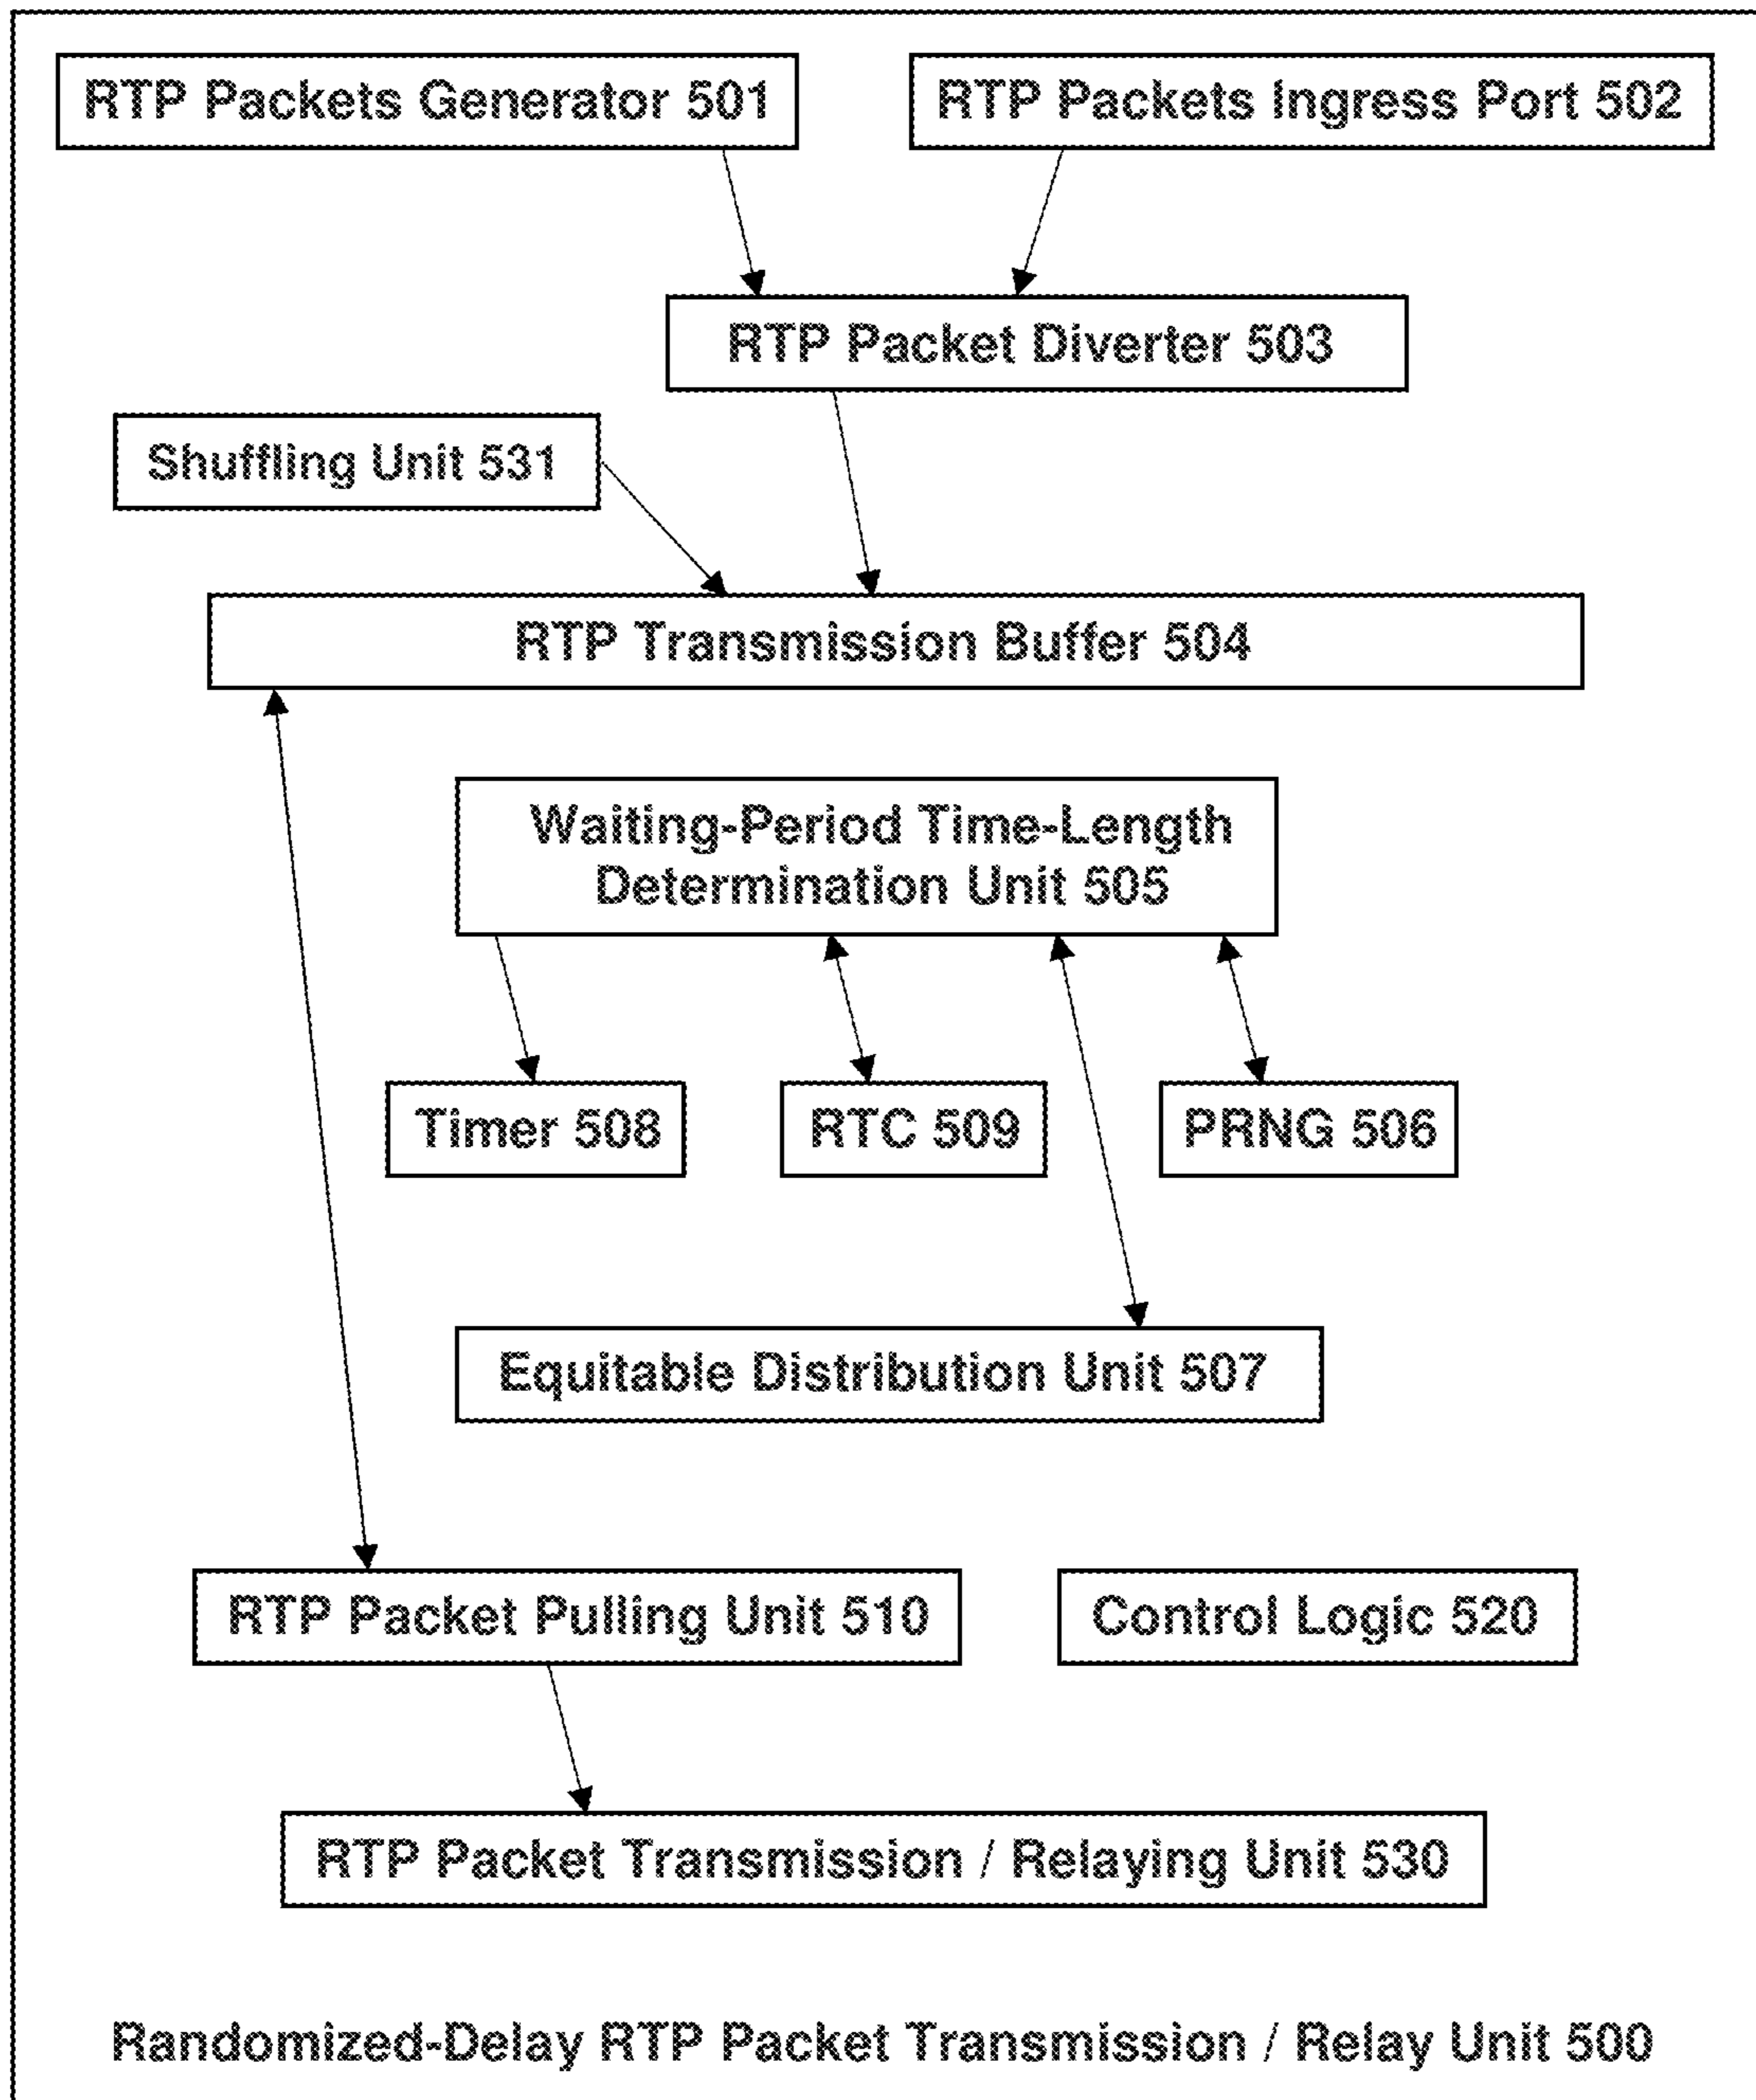 RTP Packets Generator 501
RTP Packets Ingress Port 502
RTP Packet Diverter 503
Shuffling Unit 531
RTP Transmission Buffer 504
Waiting-Period Time-Length
Determination Unit 505
Timer 508
RTC 509
PRNG 506
Equitable Distribution Unit 507
RTP Packet Pulling Unit 510
Control Logic 520
RTP Packet Transmission / Relaying Unit 530
Randomized-Delay RTP Packet Transmission / Relay Unit 500